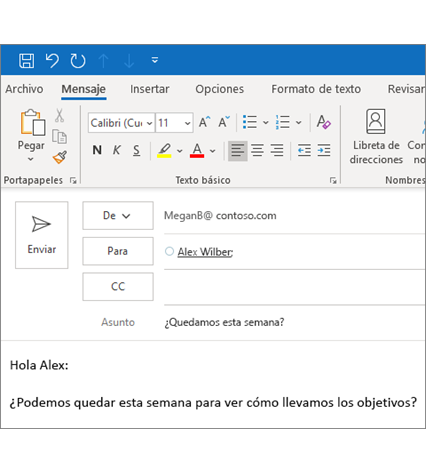 Archivo Mensaje Insertar Opciones Formato de texto Revisar
Calibri (Cu 11
Pegar
N K S
Libreta de direcciones
Portapapeles Texto básico Nombres
De MeganB@ contoso.com
Enviar
Para Alex Wilber;
CC
Asunto ¿Quedamos esta semana?
Hola Alex:
¿Podemos quedar esta semana para ver cómo llevamos los objetivos?